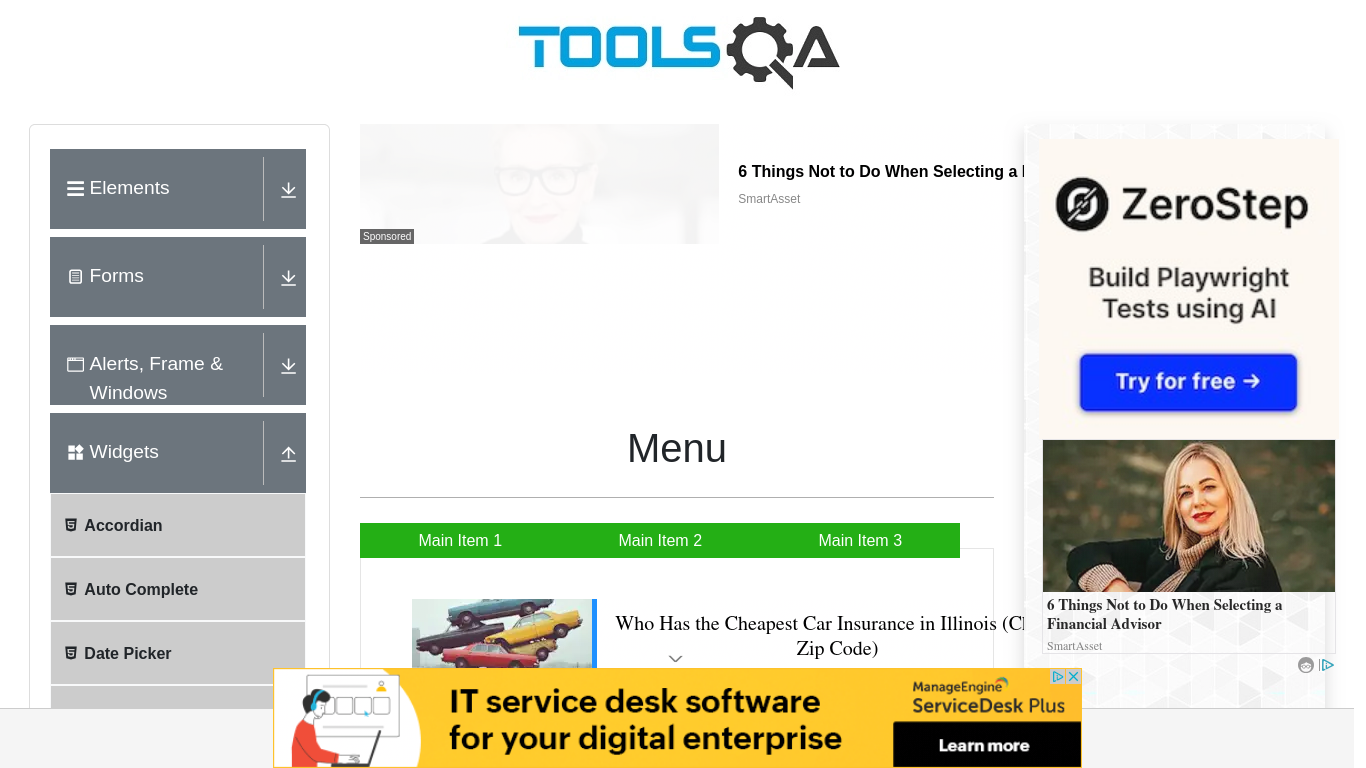 TOOLSQA
Elements
Forms
Alerts, Frame &
Windows
Widgets
Accordian
Auto Complete
Date Picker
Sponsored
6 Things Not to Do When Selecting a
SmartAsset
Menu
Main Item 1
Main Item 2
Main Item 3
Who Has the Cheapest Car Insurance in Illinois
Zip Code)
ZeroStep
Build Playwright
Tests using AI
Try for free →
6 Things Not to Do When Selecting a
Financial Advisor
SmartAsset
IT service desk software
for your digital enterprise
ManageEngine
ServiceDesk Plus
Learn more